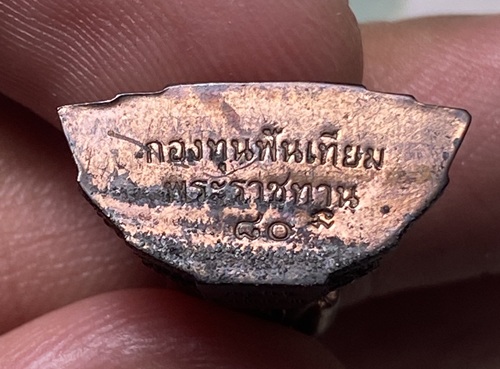 กองทุนฟันเทียม
พระราชทาน
๘๐